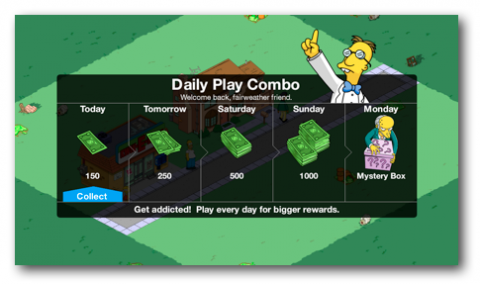 Daily Play Combo
Welcome back, fairweather friend.
Today Tomorrow Saturday Sunday Monday
150 250 500 1000 Mystery Box
Collect
Get addicted! Play every day for bigger rewards.